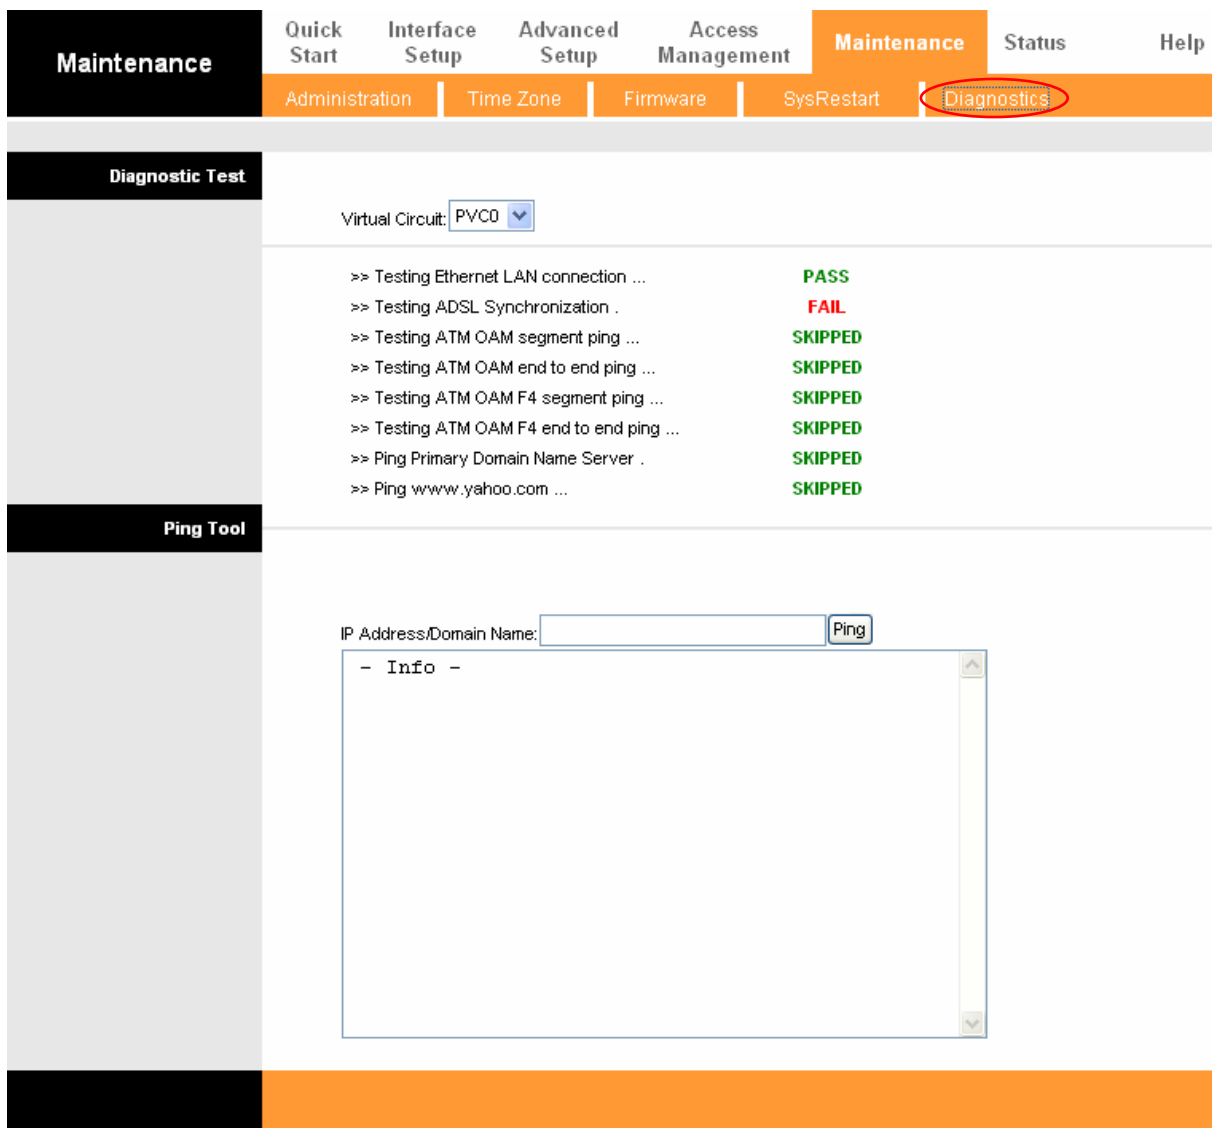 Maintenance
Quick Start
Interface Setup
Advanced Setup
Access Management
Maintenance
Status
Help
Administration
Time Zone
Firmware
SysRestart
Diagnostics
Diagnostic Test
Virtual Circuit: PVC0
>> Testing Ethernet LAN connection ... PASS
>> Testing ADSL Synchronization . FAIL
>> Testing ATM OAM segment ping ... SKIPPED
>> Testing ATM OAM end to end ping ... SKIPPED
>> Testing ATM OAM F4 segment ping ... SKIPPED
>> Testing ATM OAM F4 end to end ping ... SKIPPED
>> Ping Primary Domain Name Server . SKIPPED
>> Ping www.yahoo.com ... SKIPPED
Ping Tool
IP Address/Domain Name: Ping
- Info -